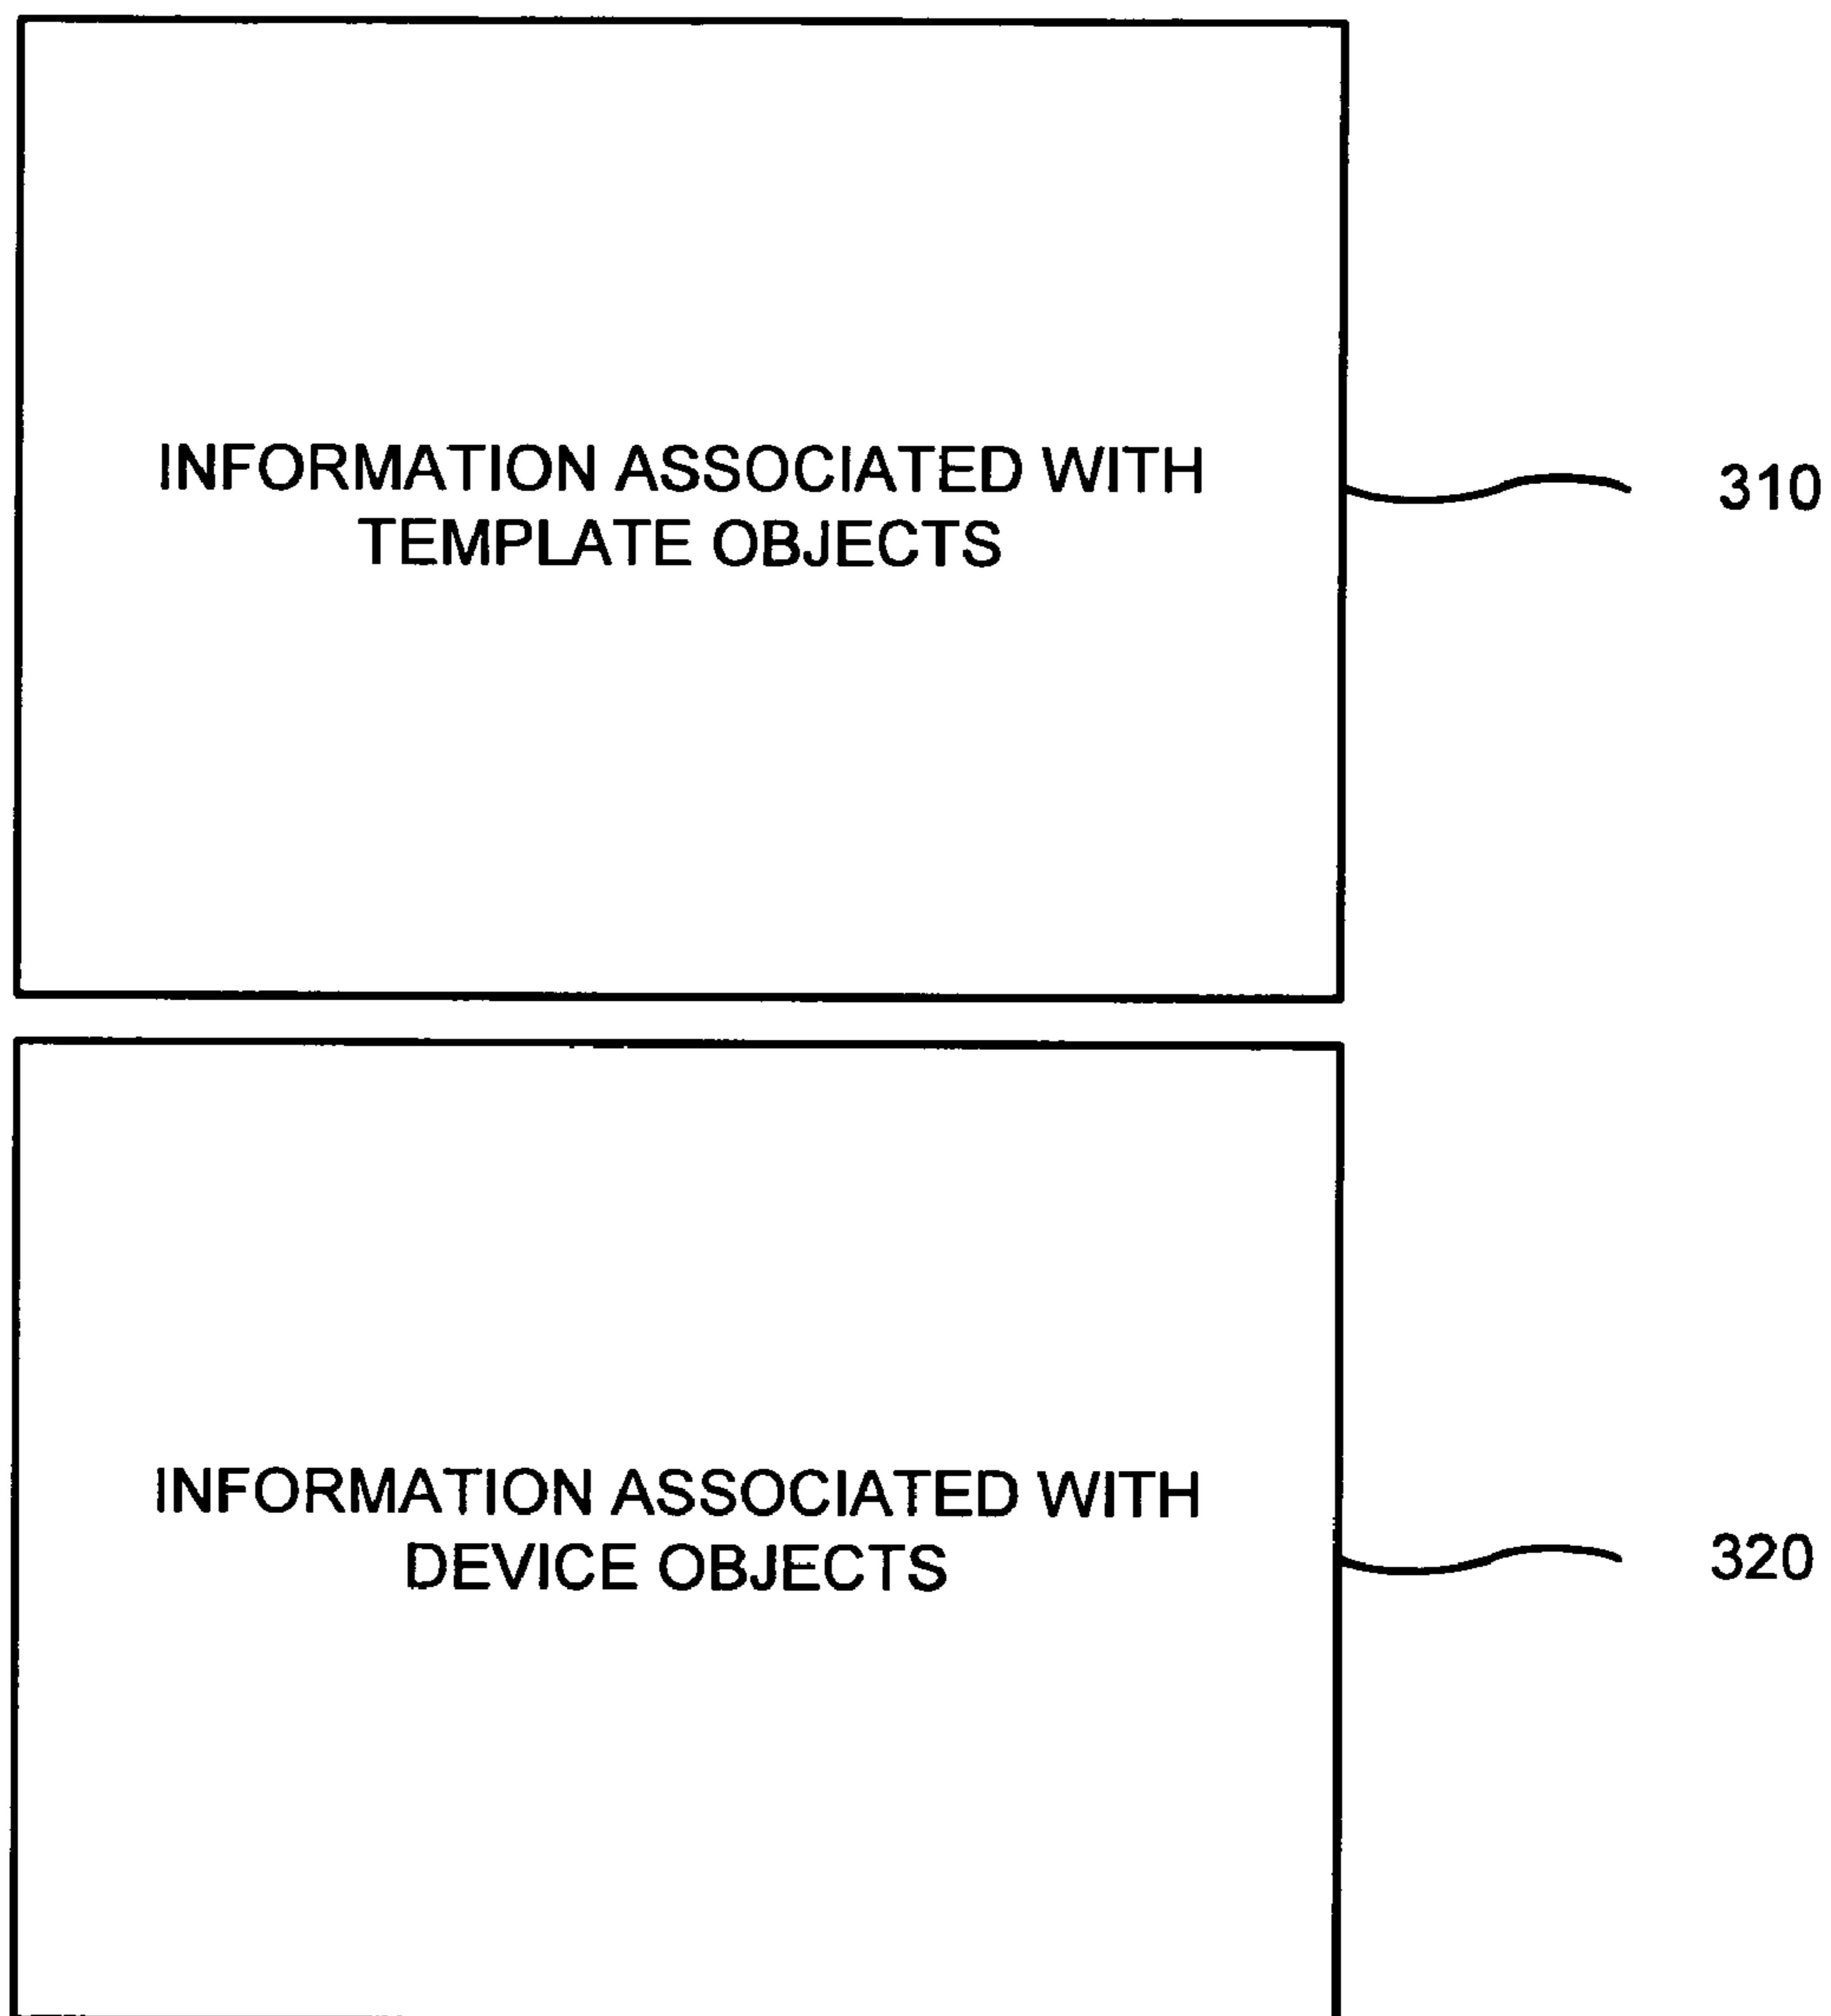 INFORMATION ASSOCIATED WITH
TEMPLATE OBJECTS
310
INFORMATION ASSOCIATED WITH
DEVICE OBJECTS
320